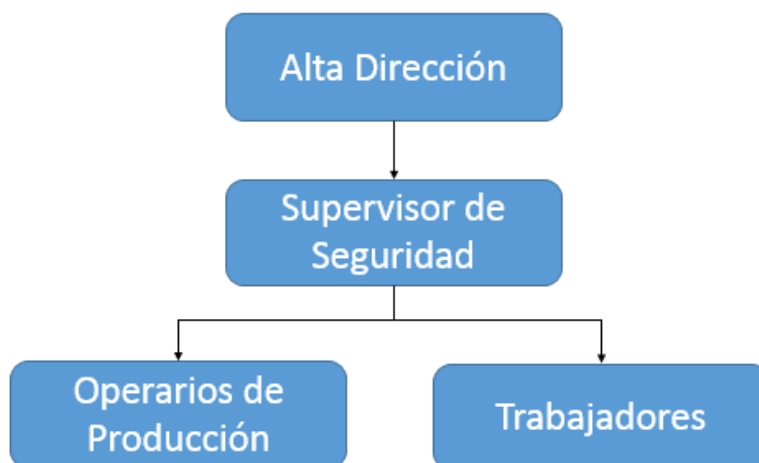 Alta Dirección
Supervisor de
Seguridad
Operarios de
Producción
Trabajadores